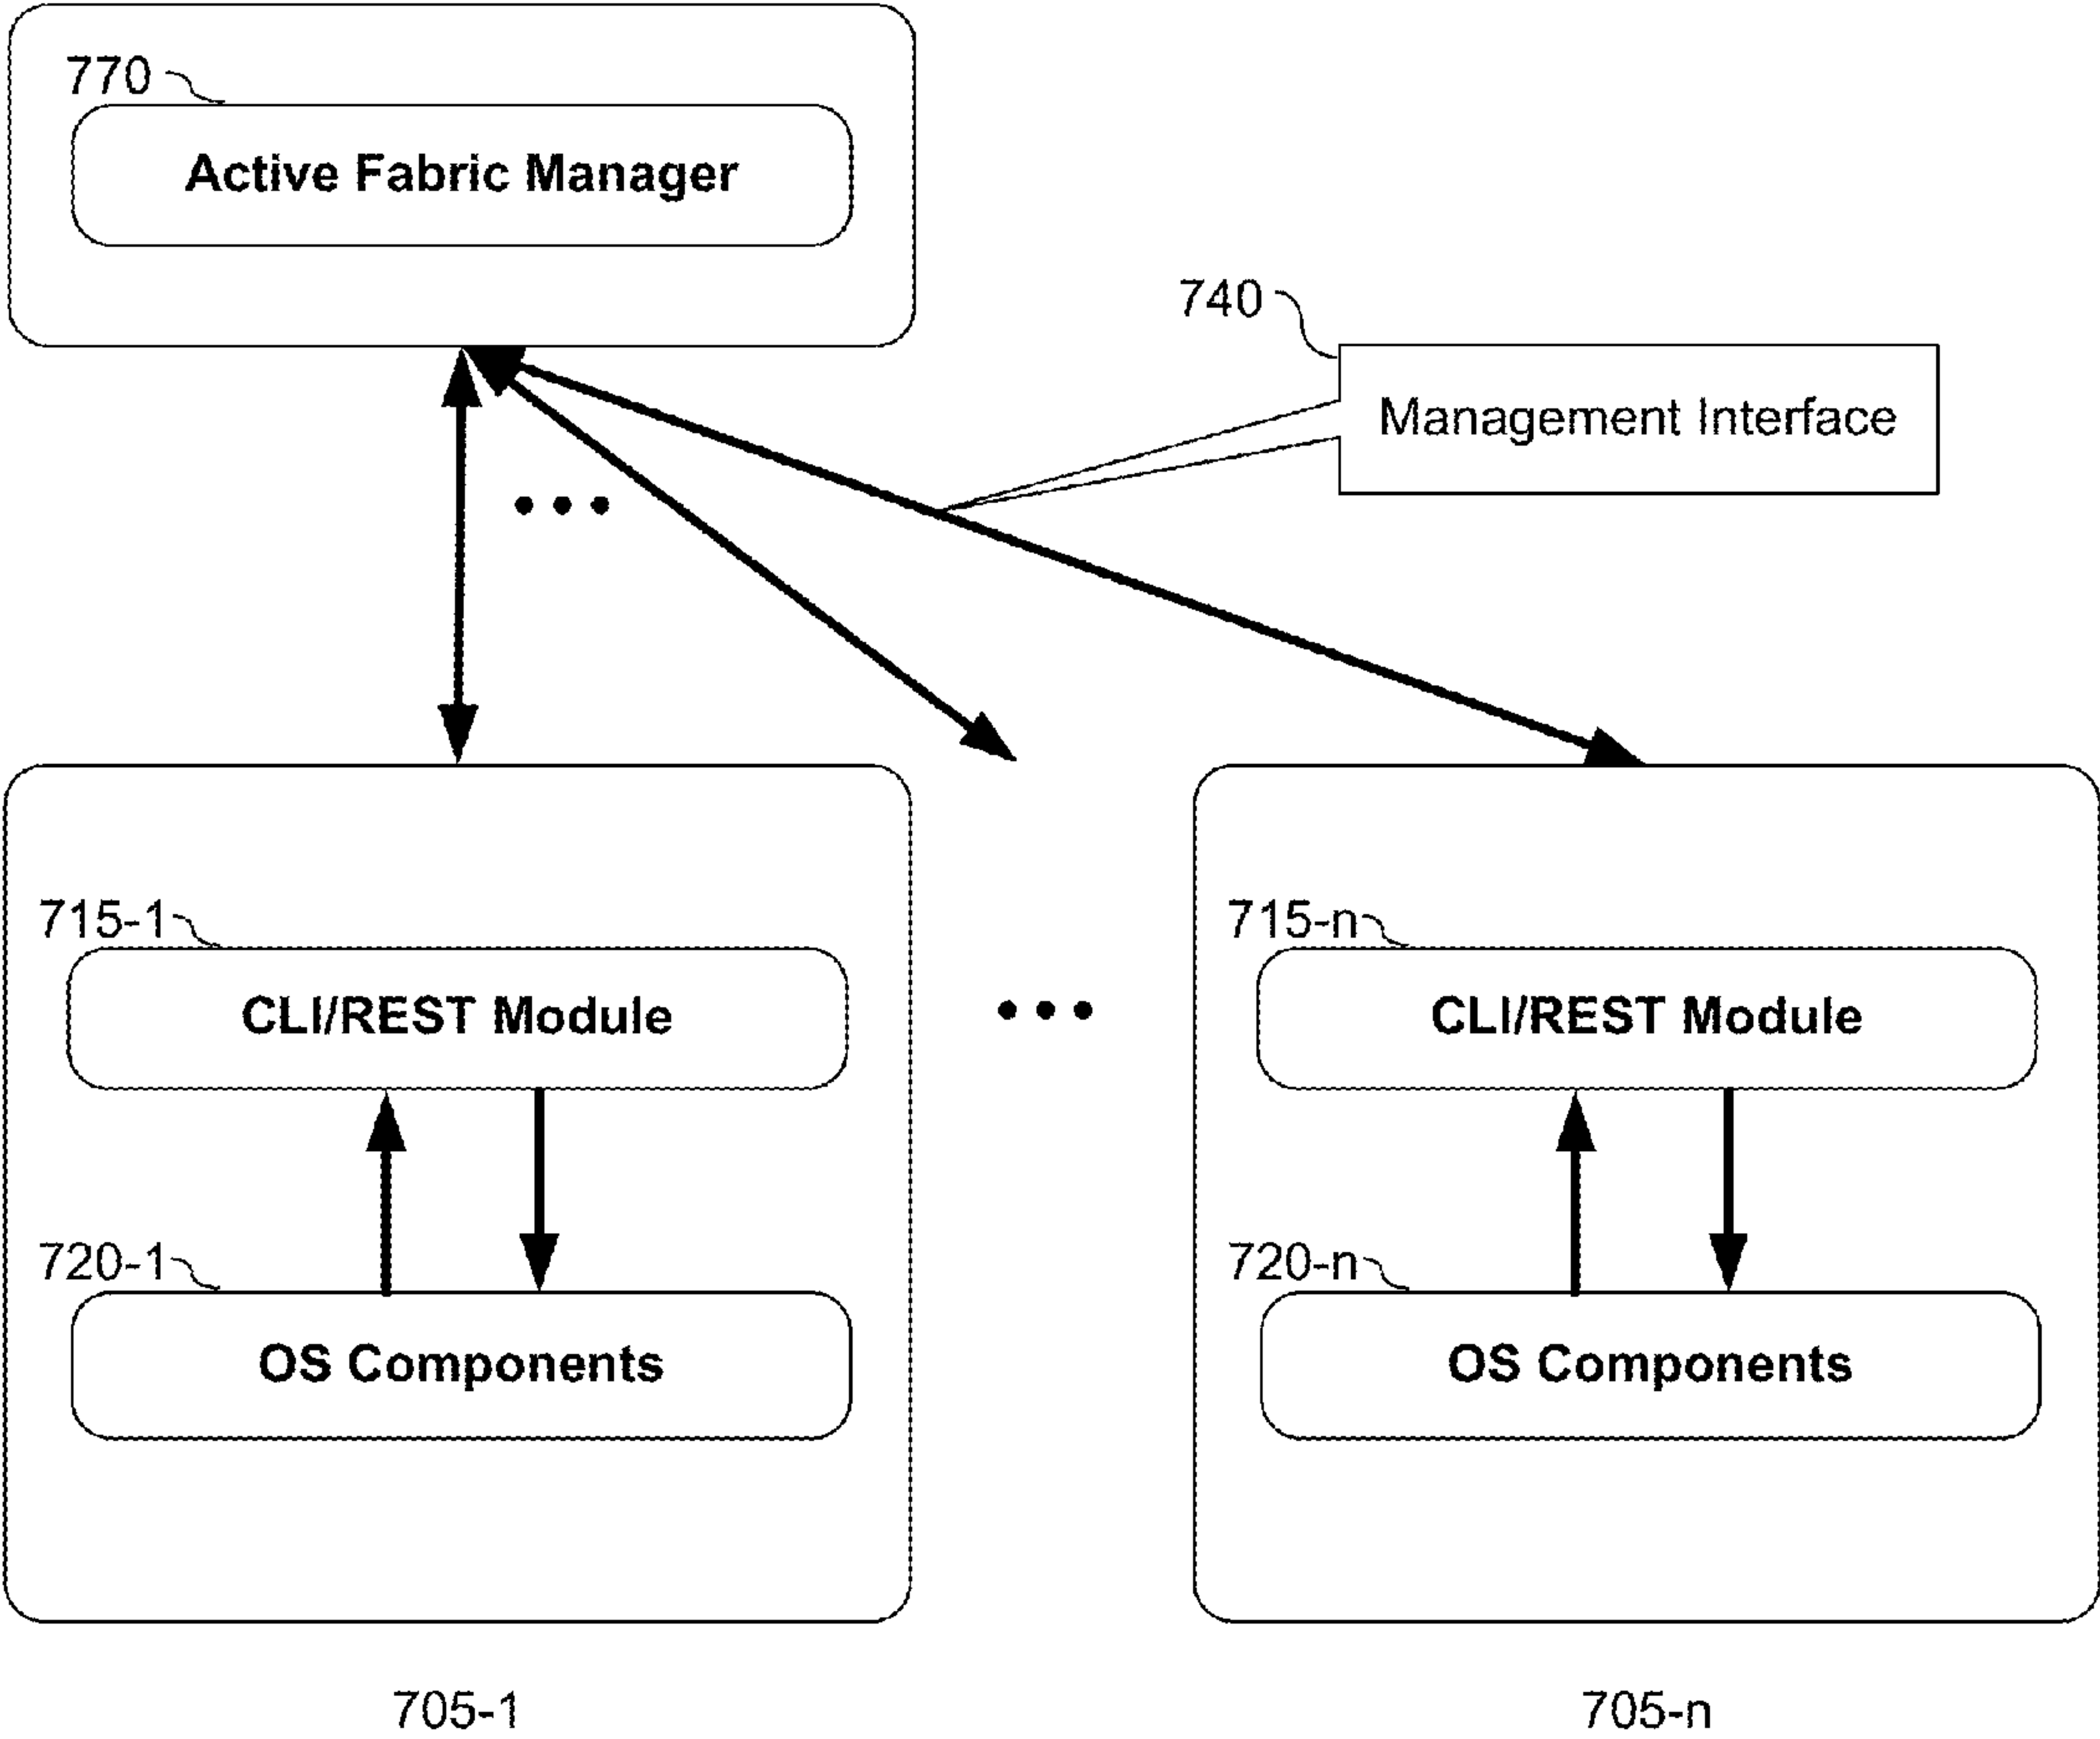 770
Active Fabric Manager
740
Management Interface
715-1
CLI/REST Module
720-1
OS Components
715-n
CLI/REST Module
720-n
OS Components
705-1
705-n